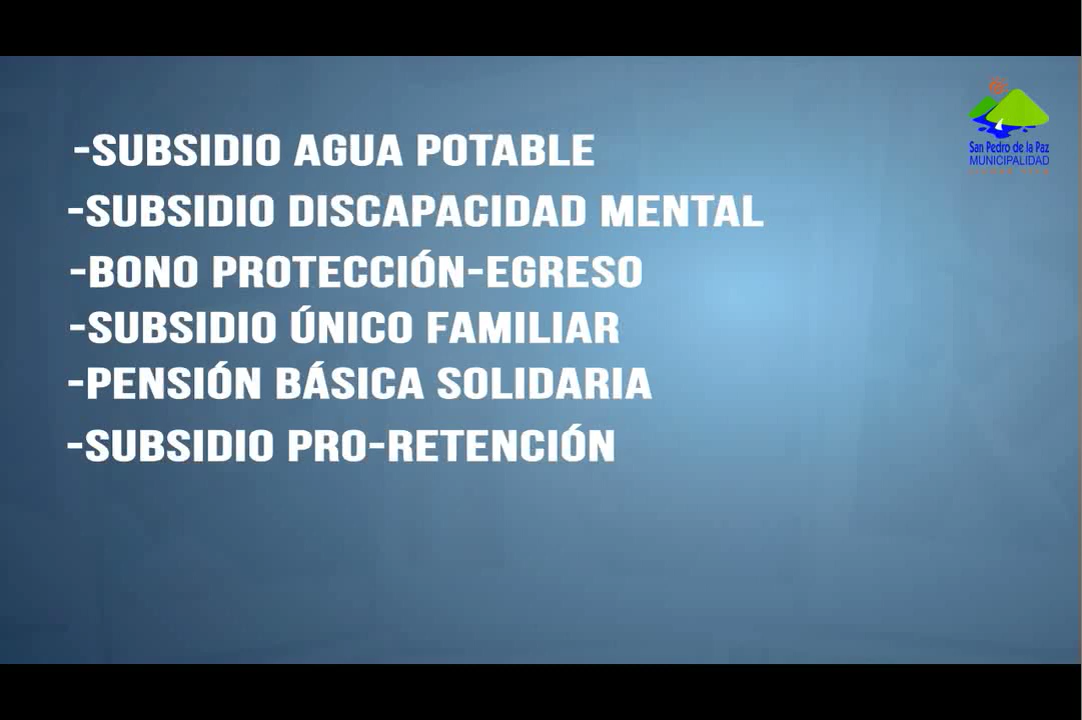 -SUBSIDIO AGUA POTABLE
-SUBSIDIO DISCAPACIDAD MENTAL
-BONO PROTECCIÓN-EGRESO
-SUBSIDIO ÚNICO FAMILIAR
-PENSIÓN BÁSICA SOLIDARIA
-SUBSIDIO PRO-RETENCIÓN
San Pedro de la Paz
MUNICIPALIDAD